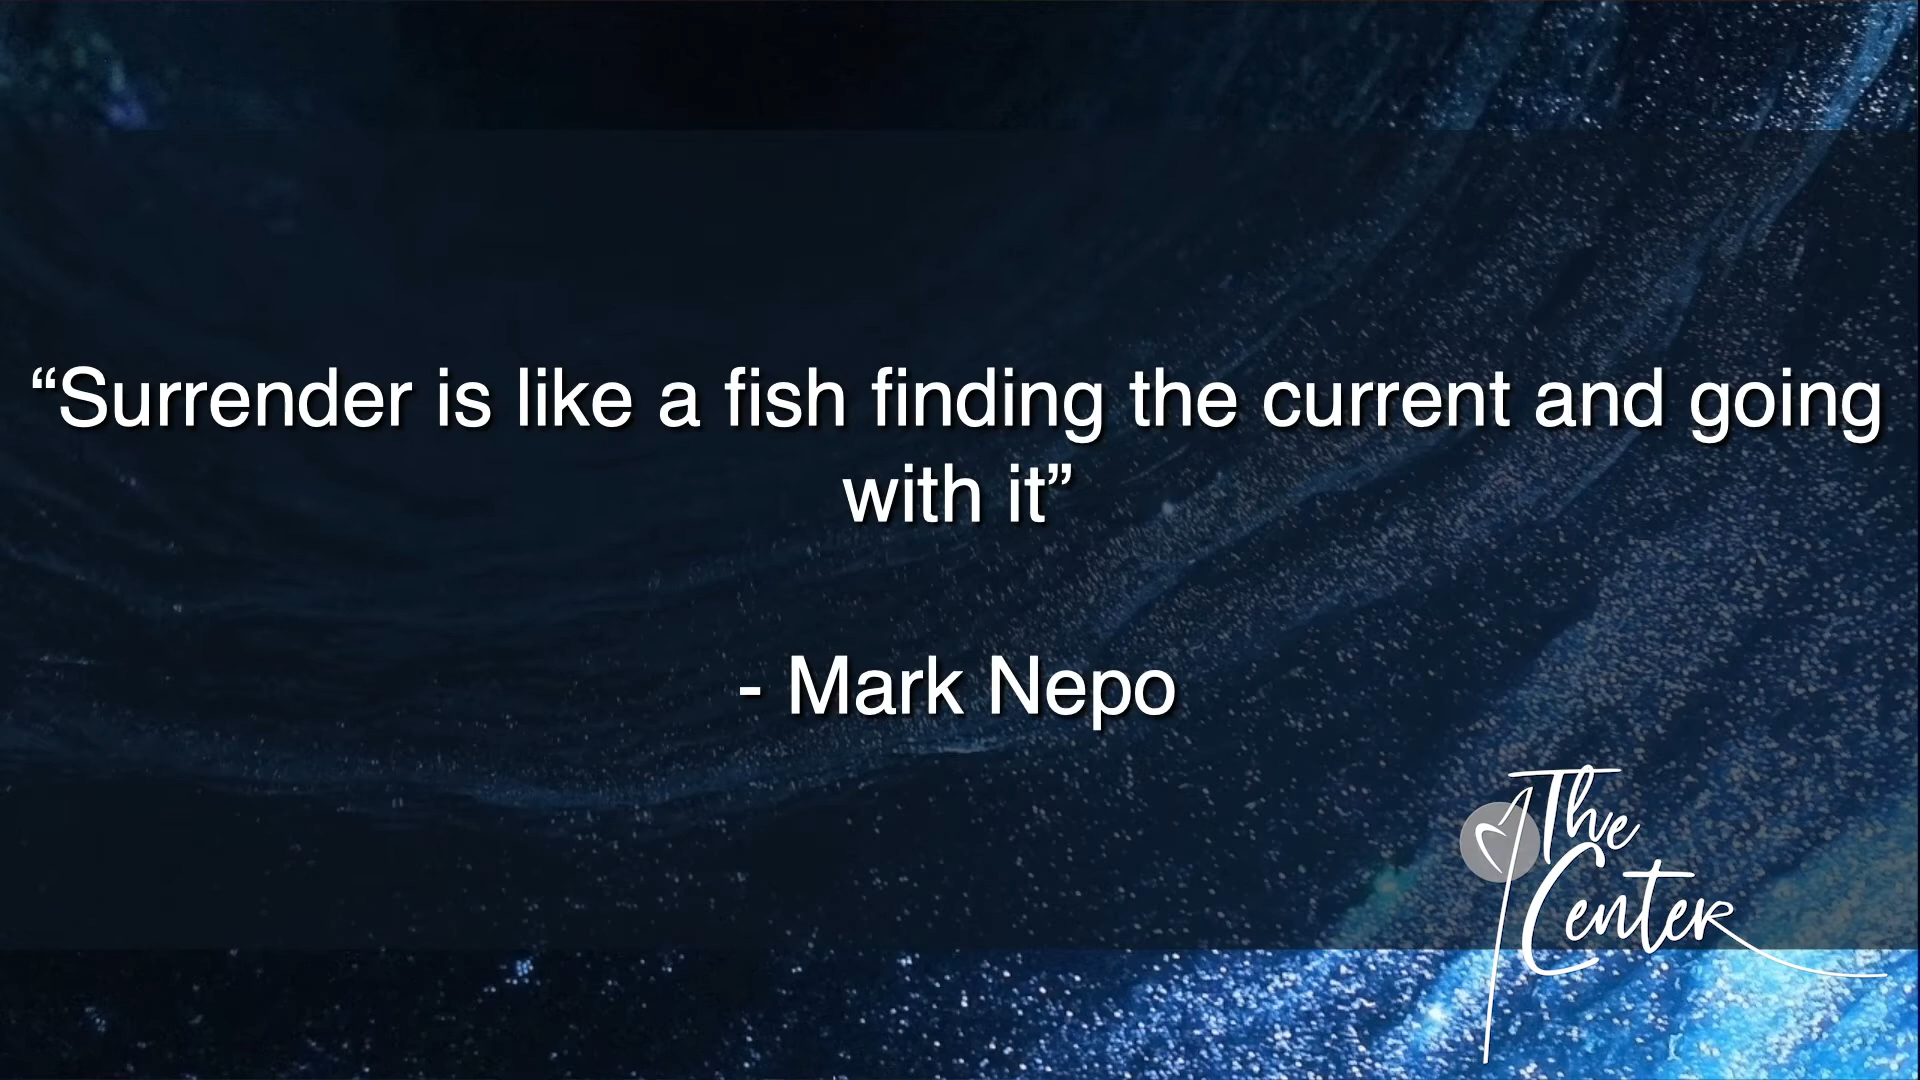 “Surrender is like a fish finding the current and going
with it”
- Mark Nepo
The
Center